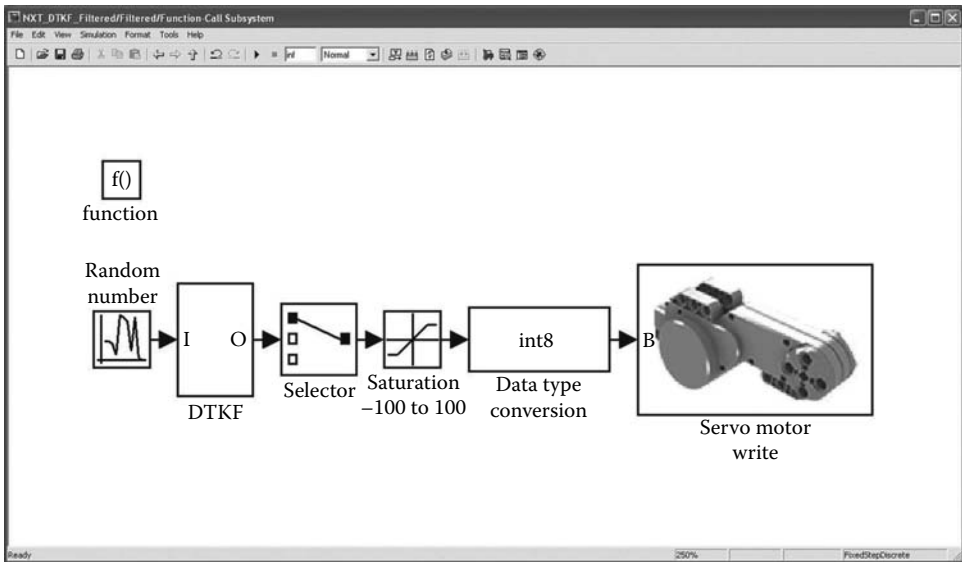 NXT_DTKF_Filtered/Filtered/Function-Call Subsystem
File Edit View Simulation Format Tools Help
inf Normal
f()
function
Random
number
I O
DTKF
Selector
Saturation
−100 to 100
int8
Data type
conversion
B
Servo motor
write
Ready 250% FixedStepDiscrete